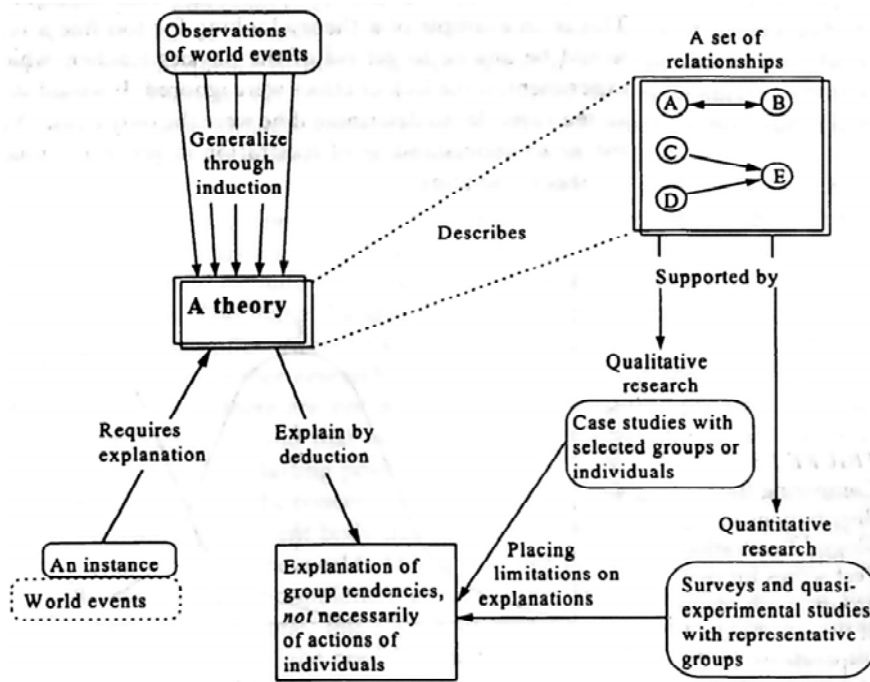 Observations
of world events
Generalize
through
induction
A theory
Describes
A set of
relationships
A
B
C
E
D
Supported by
Requires
explanation
Explain by
deduction
Qualitative
research
Case studies with
selected groups or
individuals
An instance
World events
Explanation of
group tendencies,
not necessarily
of actions of
individuals
Placing
limitations on
explanations
Quantitative
research
Surveys and quasi-
experimental studies
with representative
groups